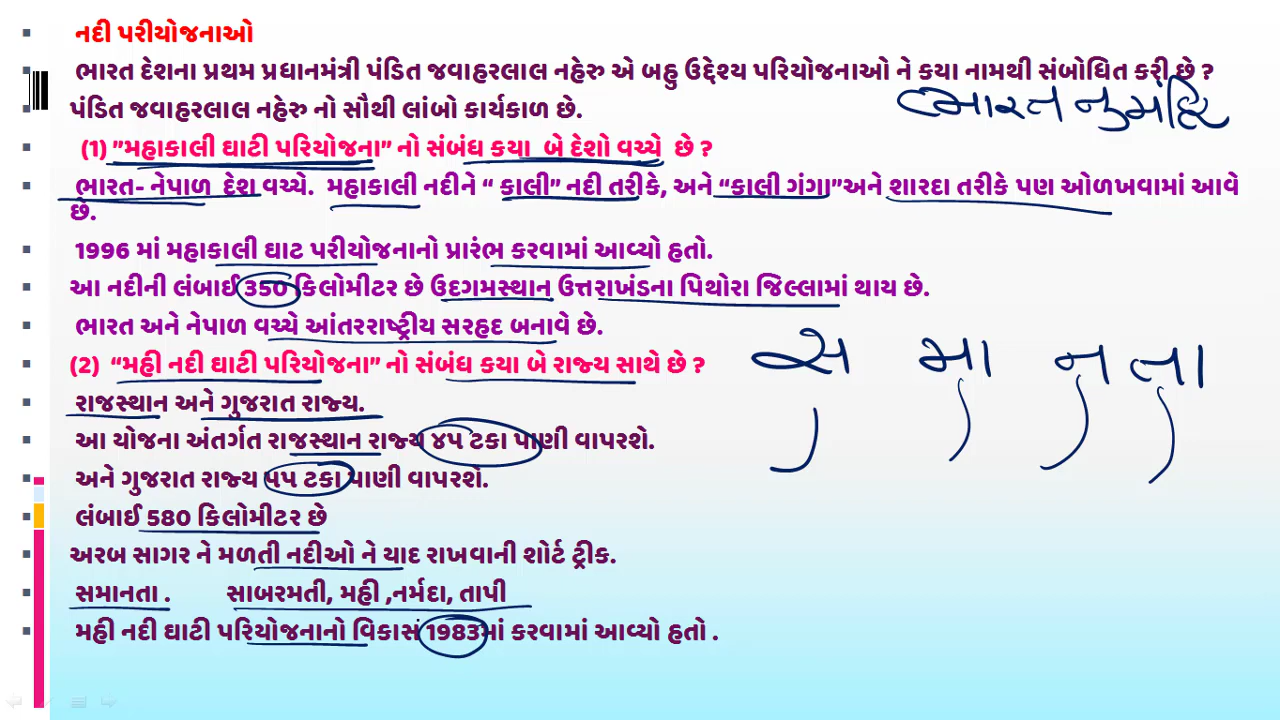 નદી પરીયોજનાઓ
ભારત દેશના પ્રથમ પ્રધાનમંત્રી પંડિત જવાહરલાલ નહેરુ એ બહુ ઉદ્દેશ્ય પરિયોજનાઓ ને કયા નામથી સંબોધિત કરી છે ?
ભારત નુ મંદિર
પંડિત જવાહરલાલ નહેરુ નો સૌથી લાંબો કાર્યકાળ છે.
(1) "મહાકાલી ઘાટી પરિયોજના” નો સંબંધ કયા બે દેશો વચ્ચે છે ?
ભારત- નેપાળ દેશ વચ્ચે. મહાકાલી નદીને “ કાલી” નદી તરીકે, અને “કાલી ગંગા”અને શારદા તરીકે પણ ઓળખવામાં આવે
છે.
1996 માં મહાકાલી ઘાટ પરીયોજનાનો પ્રારંભ કરવામાં આવ્યો હતો.
આ નદીની લંબાઈ 350 કિલોમીટર છે ઉદગમસ્થાન ઉત્તરાખંડના પિથોરા જિલ્લામાં થાય છે.
ભારત અને નેપાળ વચ્ચે આંતરરાષ્ટ્રીય સરહદ બનાવે છે.
(2) “મહી નદી ઘાટી પરિયોજના” નો સંબંધ કયા બે રાજ્ય સાથે છે ?
સ મા ન તા
રાજસ્થાન અને ગુજરાત રાજ્ય.
આ યોજના અંતર્ગત રાજસ્થાન રાજ્ય ૪૫ ટકા પાણી વાપરશે.
અને ગુજરાત રાજ્ય ૫૫ ટકા પાણી વાપરશે.
લંબાઈ 580 કિલોમીટર છે
અરબ સાગર ને મળતી નદીઓ ને યાદ રાખવાની શોર્ટ ટ્રીક.
સમાનતા . સાબરમતી, મહી ,નર્મદા, તાપી
મહી નદી ઘાટી પરિયોજનાનો વિકાસ 1983માં કરવામાં આવ્યો હતો .